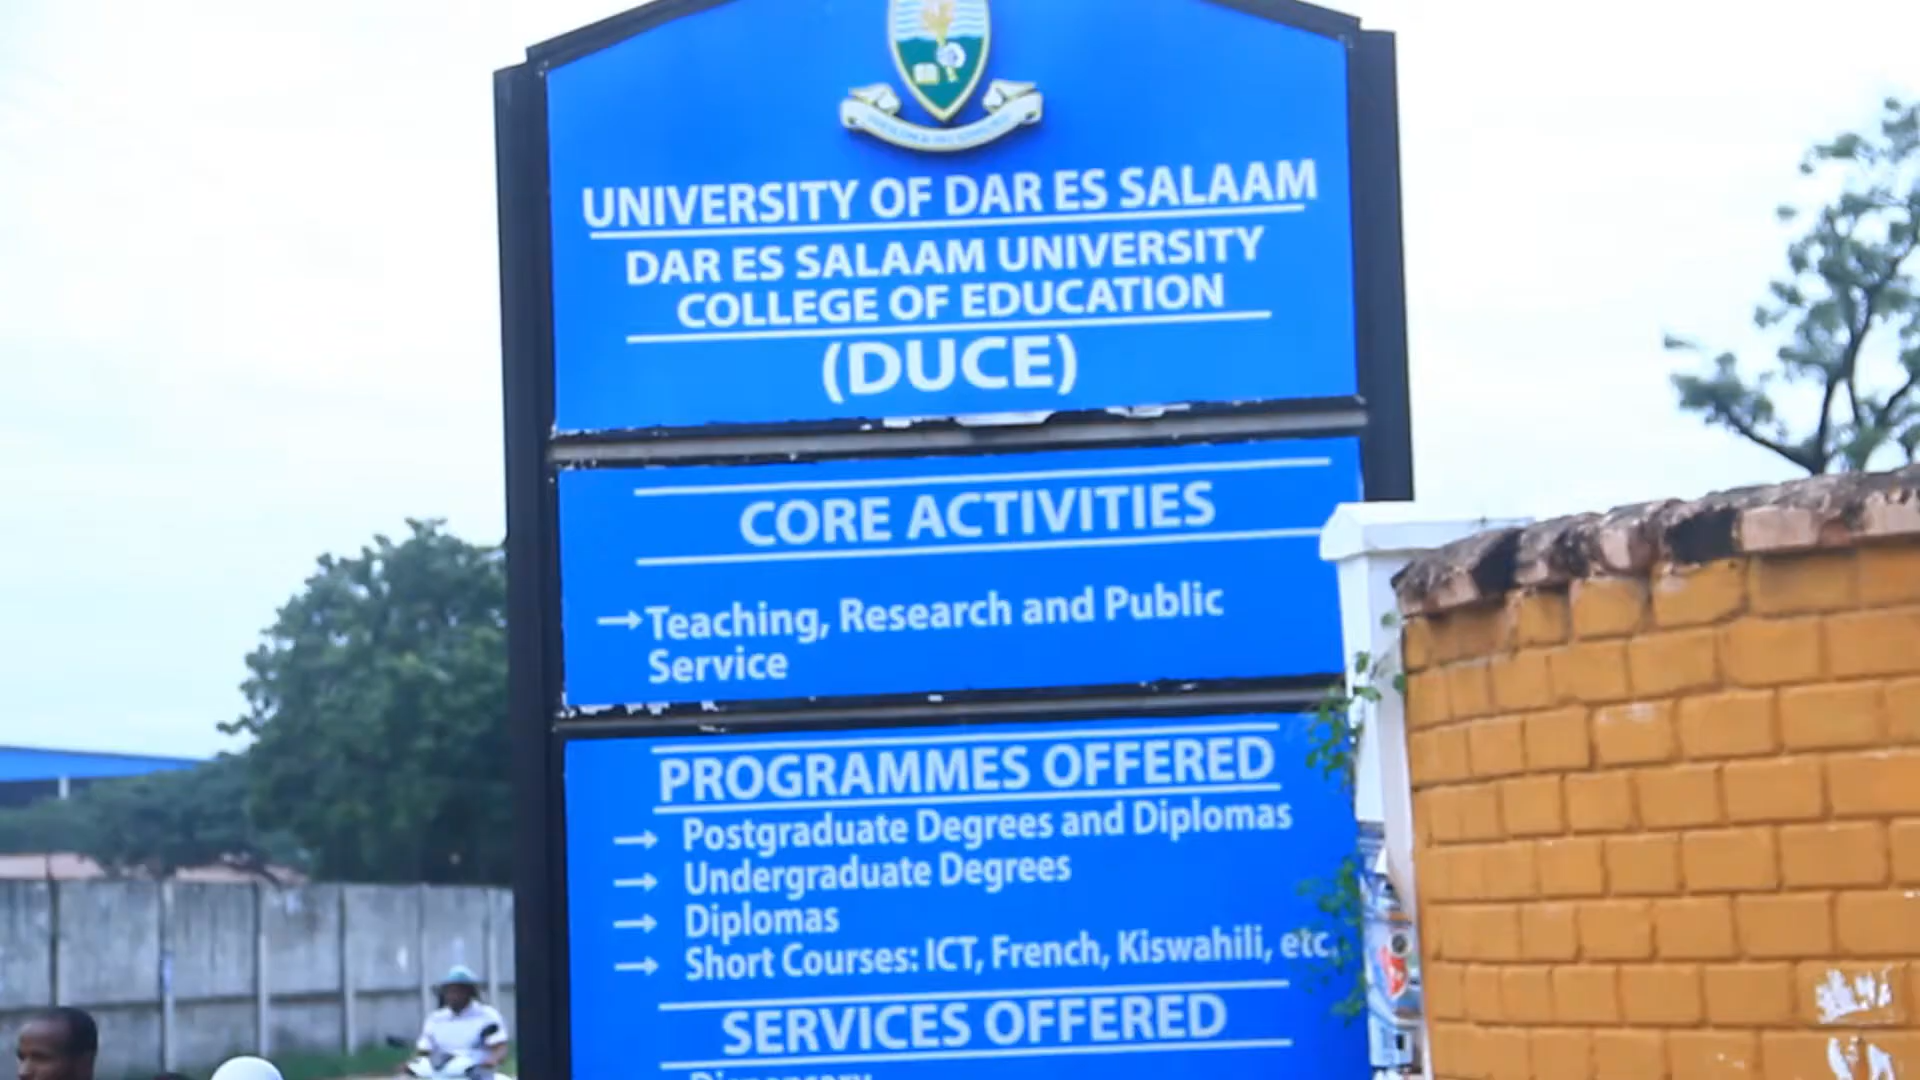 UNIVERSITY OF DAR ES SALAAM
DAR ES SALAAM UNIVERSITY
COLLEGE OF EDUCATION
(DUCE)
CORE ACTIVITIES
→Teaching, Research and Public
Service
PROGRAMMES OFFERED
→ Postgraduate Degrees and Diplomas
→ Undergraduate Degrees
→ Diplomas
→ Short Courses: ICT, French, Kiswahili, etc.
SERVICES OFFERED
Dispensary